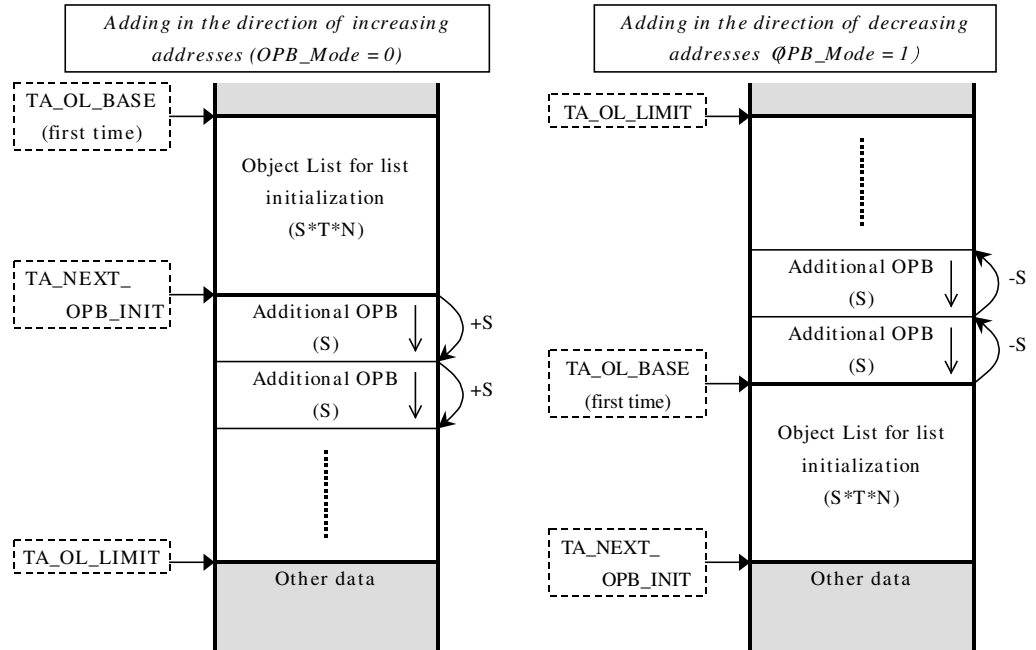 Adding in the direction of increasing
addresses (OPB_Mode = 0)
TA_OL_BASE
(first time)
Object List for list
initialization
(S*T*N)
TA_NEXT_
OPB_INIT
Additional OPB
(S)
+S
Additional OPB
(S)
+S
TA_OL_LIMIT
Other data
Adding in the direction of decreasing
addresses (OPB_Mode = 1)
TA_OL_LIMIT
Additional OPB
(S)
-S
Additional OPB
(S)
-S
TA_OL_BASE
(first time)
Object List for list
initialization
(S*T*N)
TA_NEXT_
OPB_INIT
Other data